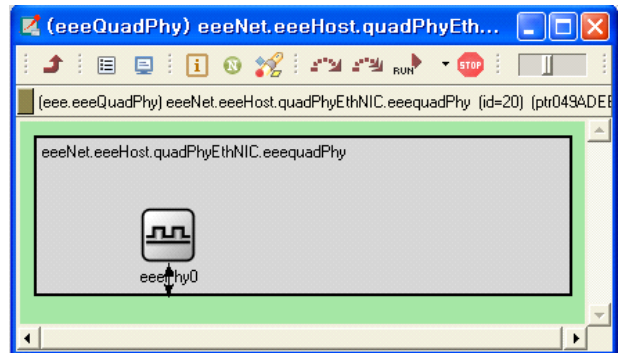 (eeeQuadPhy) eeeNet.eeeHost.quadPhyEth...
RUN STOP
(eee.eeeQuadPhy) eeeNet.eeeHost.quadPhyEthNIC.eeequadPhy (id=20) (ptr049ADEE
eeeNet.eeeHost.quadPhyEthNIC.eeequadPhy
eeePhy0